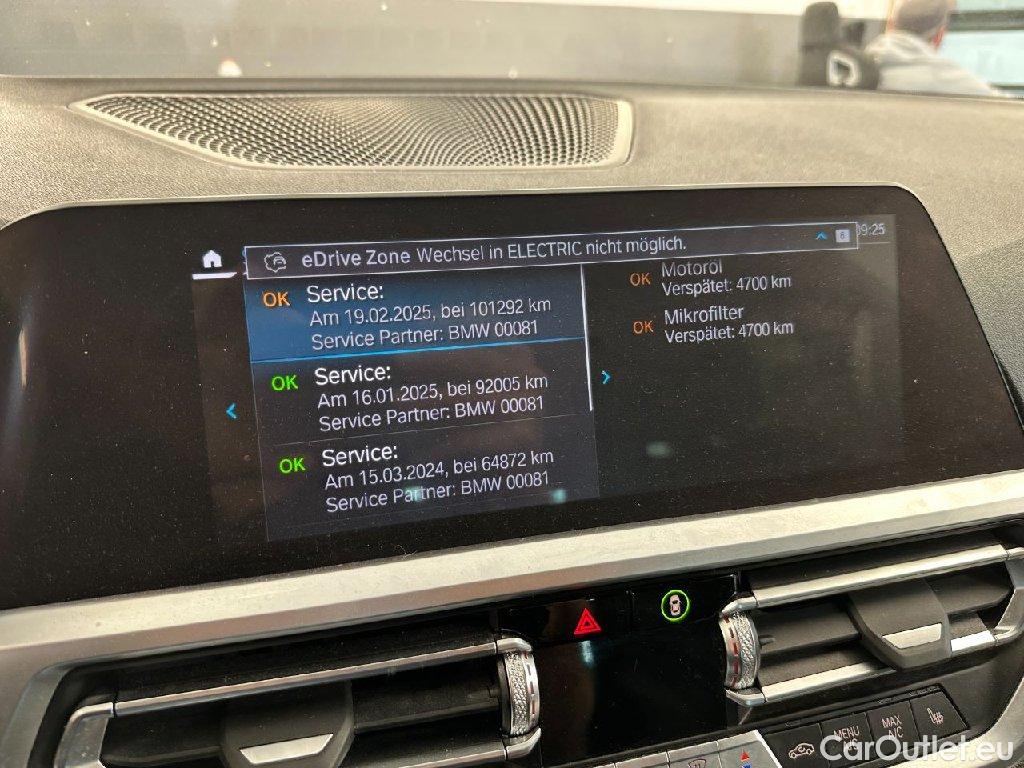 eDrive Zone Wechsel in ELECTRIC nicht möglich.
6
09:25
OK Service:
Am 19.02.2025, bei 101292 km
Service Partner: BMW 00081
OK Service:
Am 16.01.2025, bei 92005 km
Service Partner: BMW 00081
OK Service:
Am 15.03.2024, bei 64872 km
Service Partner: BMW 00081
OK Motoröl
Verspätet: 4700 km
OK Mikrofilter
Verspätet: 4700 km
MENU
MAX
A/C
CarOutlet.eu